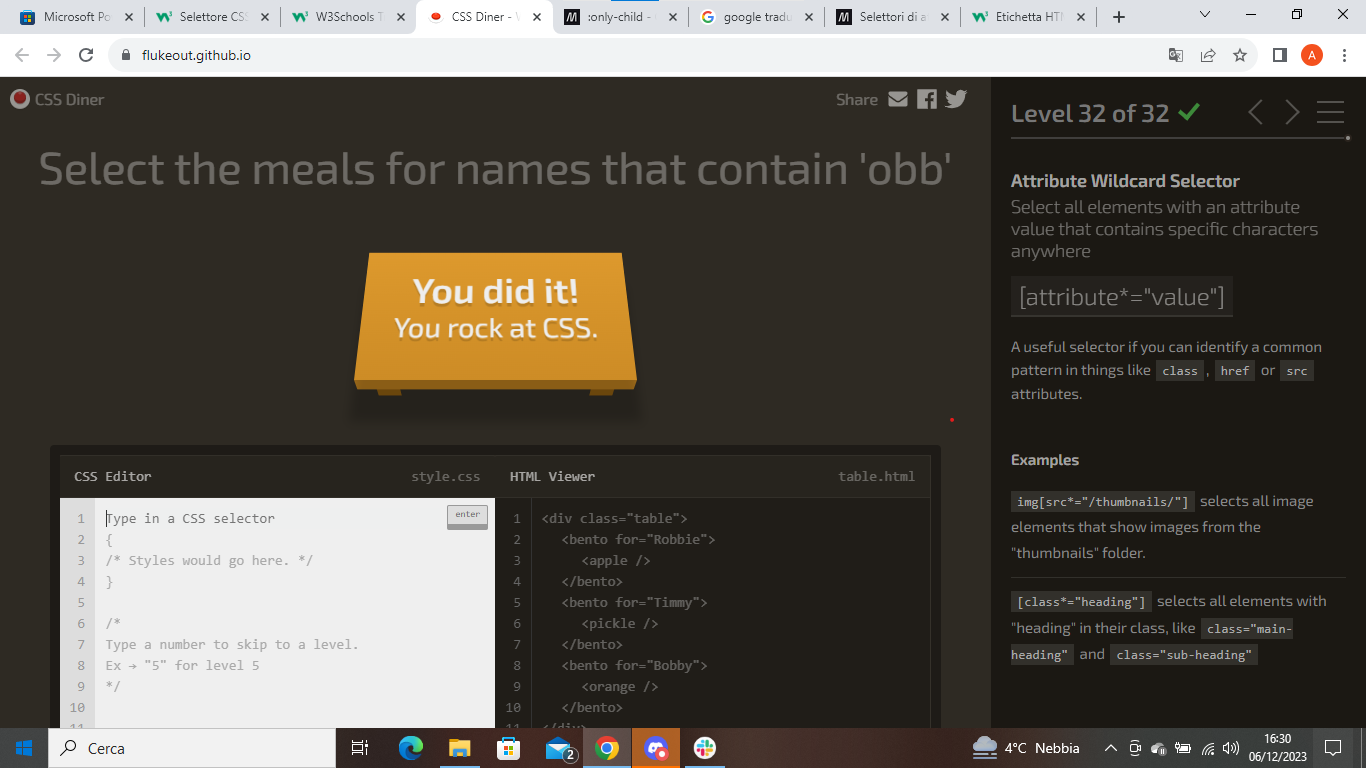 Microsoft Po
Selettore CSS
W3Schools T
CSS Diner - V
:only-child -
google tradu
Selettori di a
Etichetta HTM
flukeout.github.io
A
CSS Diner
Share
Select the meals for names that contain 'obb'
You did it!
You rock at CSS.
CSS Editor
style.css
HTML Viewer
table.html
1 Type in a CSS selector
enter
2 {
3 /* Styles would go here. */
4 }
5
6 /*
7 Type a number to skip to a level.
8 Ex → "5" for level 5
9 */
10
11
1 <div class="table">
2 <bento for="Robbie">
3 <apple />
4 </bento>
5 <bento for="Timmy">
6 <pickle />
7 </bento>
8 <bento for="Bobby">
9 <orange />
10 </bento>
11 </div>
Level 32 of 32
Attribute Wildcard Selector
Select all elements with an attribute
value that contains specific characters
anywhere
[attribute*="value"]
A useful selector if you can identify a common
pattern in things like class , href or src
attributes.
Examples
img[src*="/thumbnails/"] selects all image
elements that show images from the
"thumbnails" folder.
[class*="heading"] selects all elements with
"heading" in their class, like class="main-
heading" and class="sub-heading"
Cerca
2
4°C Nebbia
16:30
06/12/2023